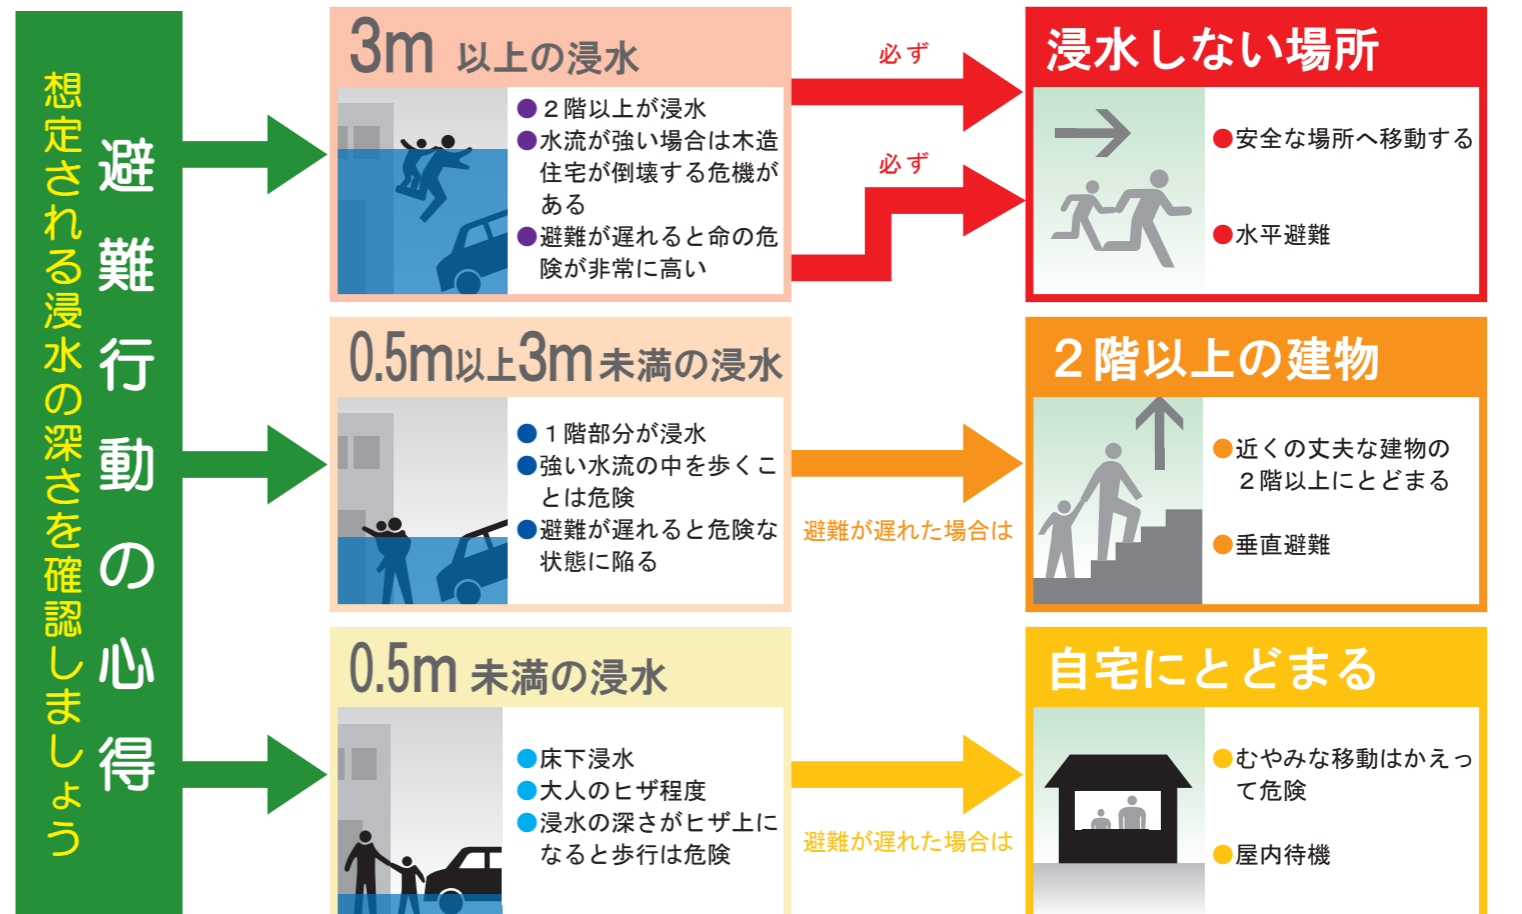 避難行動の心得
想定される浸水の深さを確認しましょう
3m 以上の浸水
●２階以上が浸水
●水流が強い場合は木造
住宅が倒壊する危機が
ある
●避難が遅れると命の危
険が非常に高い
必ず
必ず
浸水しない場所
●安全な場所へ移動する
●水平避難
0.5m以上3m未満の浸水
●１階部分が浸水
●強い水流の中を歩くこ
とは危険
●避難が遅れると危険な
状態に陥る
避難が遅れた場合は
２階以上の建物
●近くの丈夫な建物の
２階以上にとどまる
●垂直避難
0.5m 未満の浸水
●床下浸水
●大人のヒザ程度
●浸水の深さがヒザ上に
なると歩行は危険
避難が遅れた場合は
自宅にとどまる
●むやみな移動はかえっ
て危険
●屋内待機